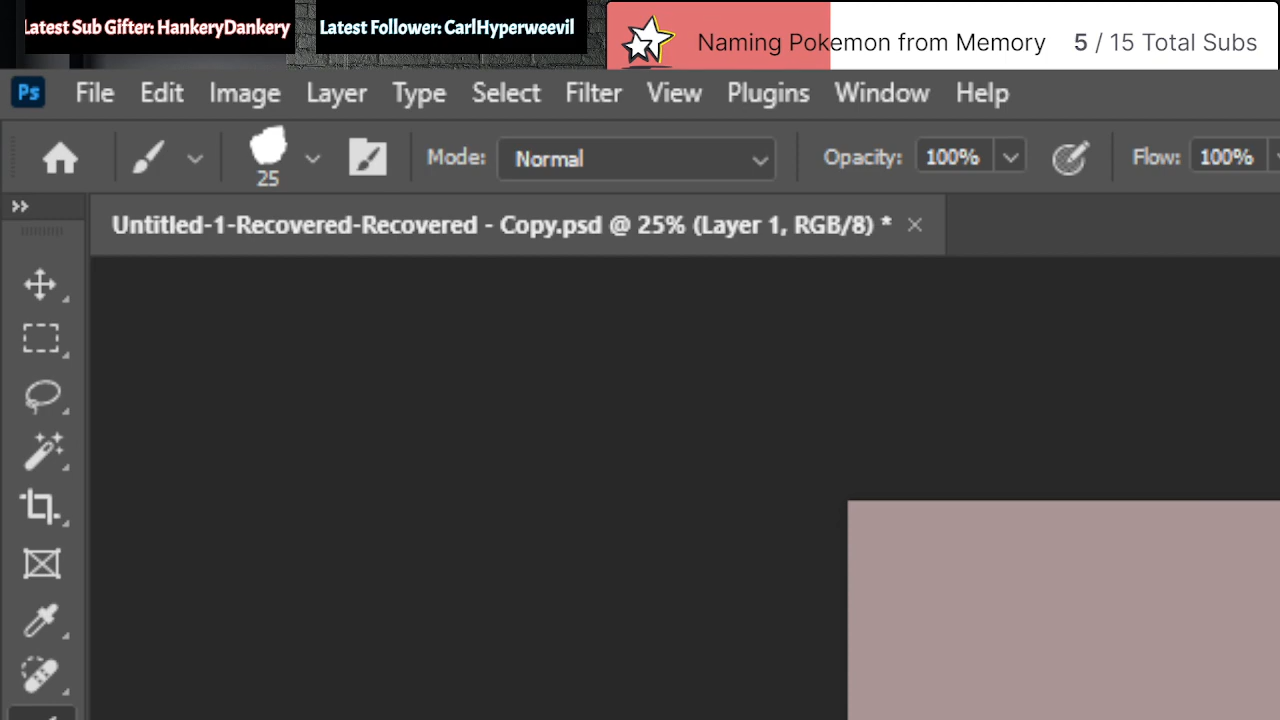 Latest Sub Gifter: HankeryDankery
Latest Follower: CarlHyperweevil
Naming Pokemon from Memory 5 / 15 Total Subs
Ps File Edit Image Layer Type Select Filter View Plugins Window Help
25 Mode: Normal Opacity: 100% Flow: 100%
Untitled-1-Recovered-Recovered - Copy.psd @ 25% (Layer 1, RGB/8) *